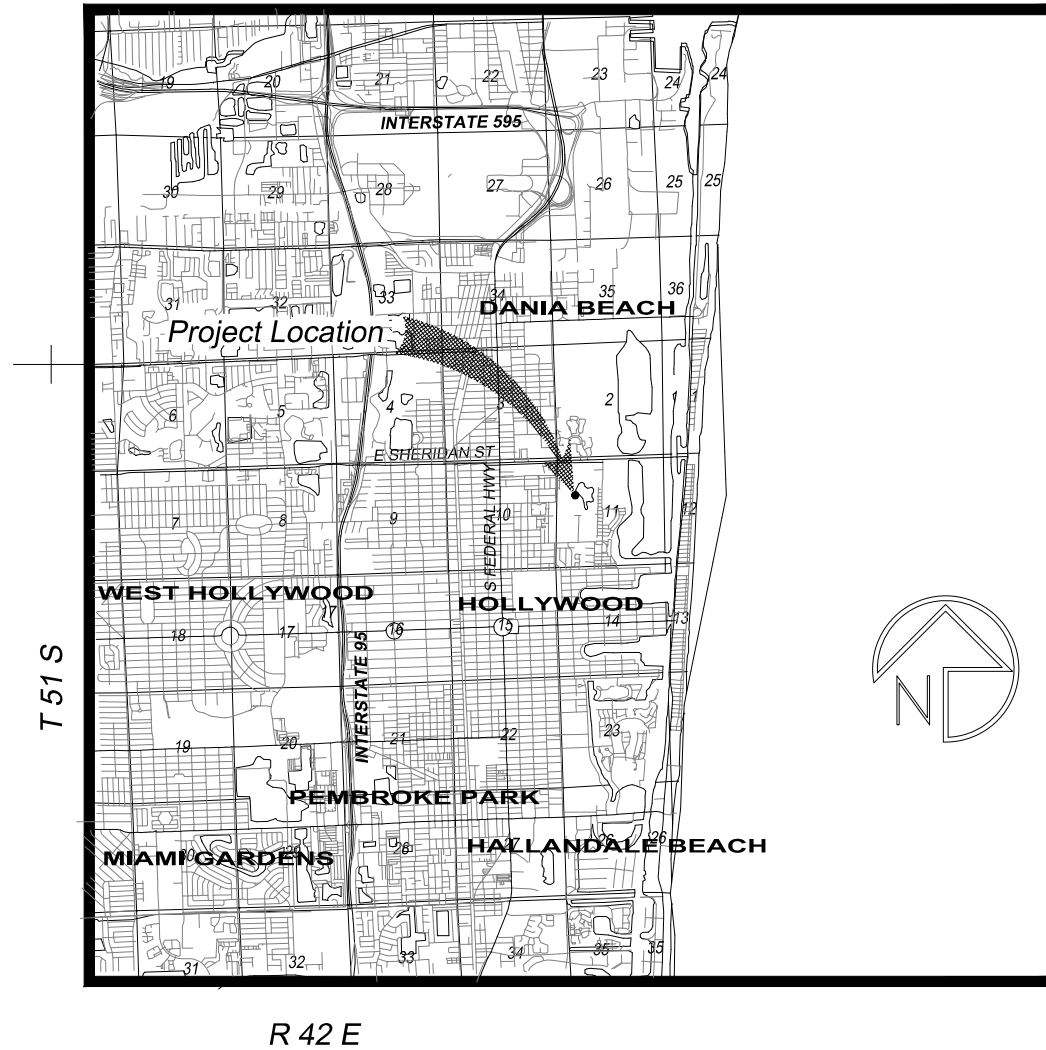 19 20 21 22 23 24 24
INTERSTATE 595
30 29 28 27 26 25 25
31 32 33 34 35 36
DANIA BEACH
Project Location
6 5 4 3 2 1 1
E SHERIDAN ST
S FEDERAL HWY
7 8 9 10 11 12
WEST HOLLYWOOD
HOLLYWOOD
18 17 17 16 15 14 13
INTERSTATE 95
T 51 S
N
19 20 21 22 23
PEMBROKE PARK
MIAMI GARDENS
HALLANDALE BEACH
30 29 28 27 26 26
31 32 33 34 35 35
R 42 E